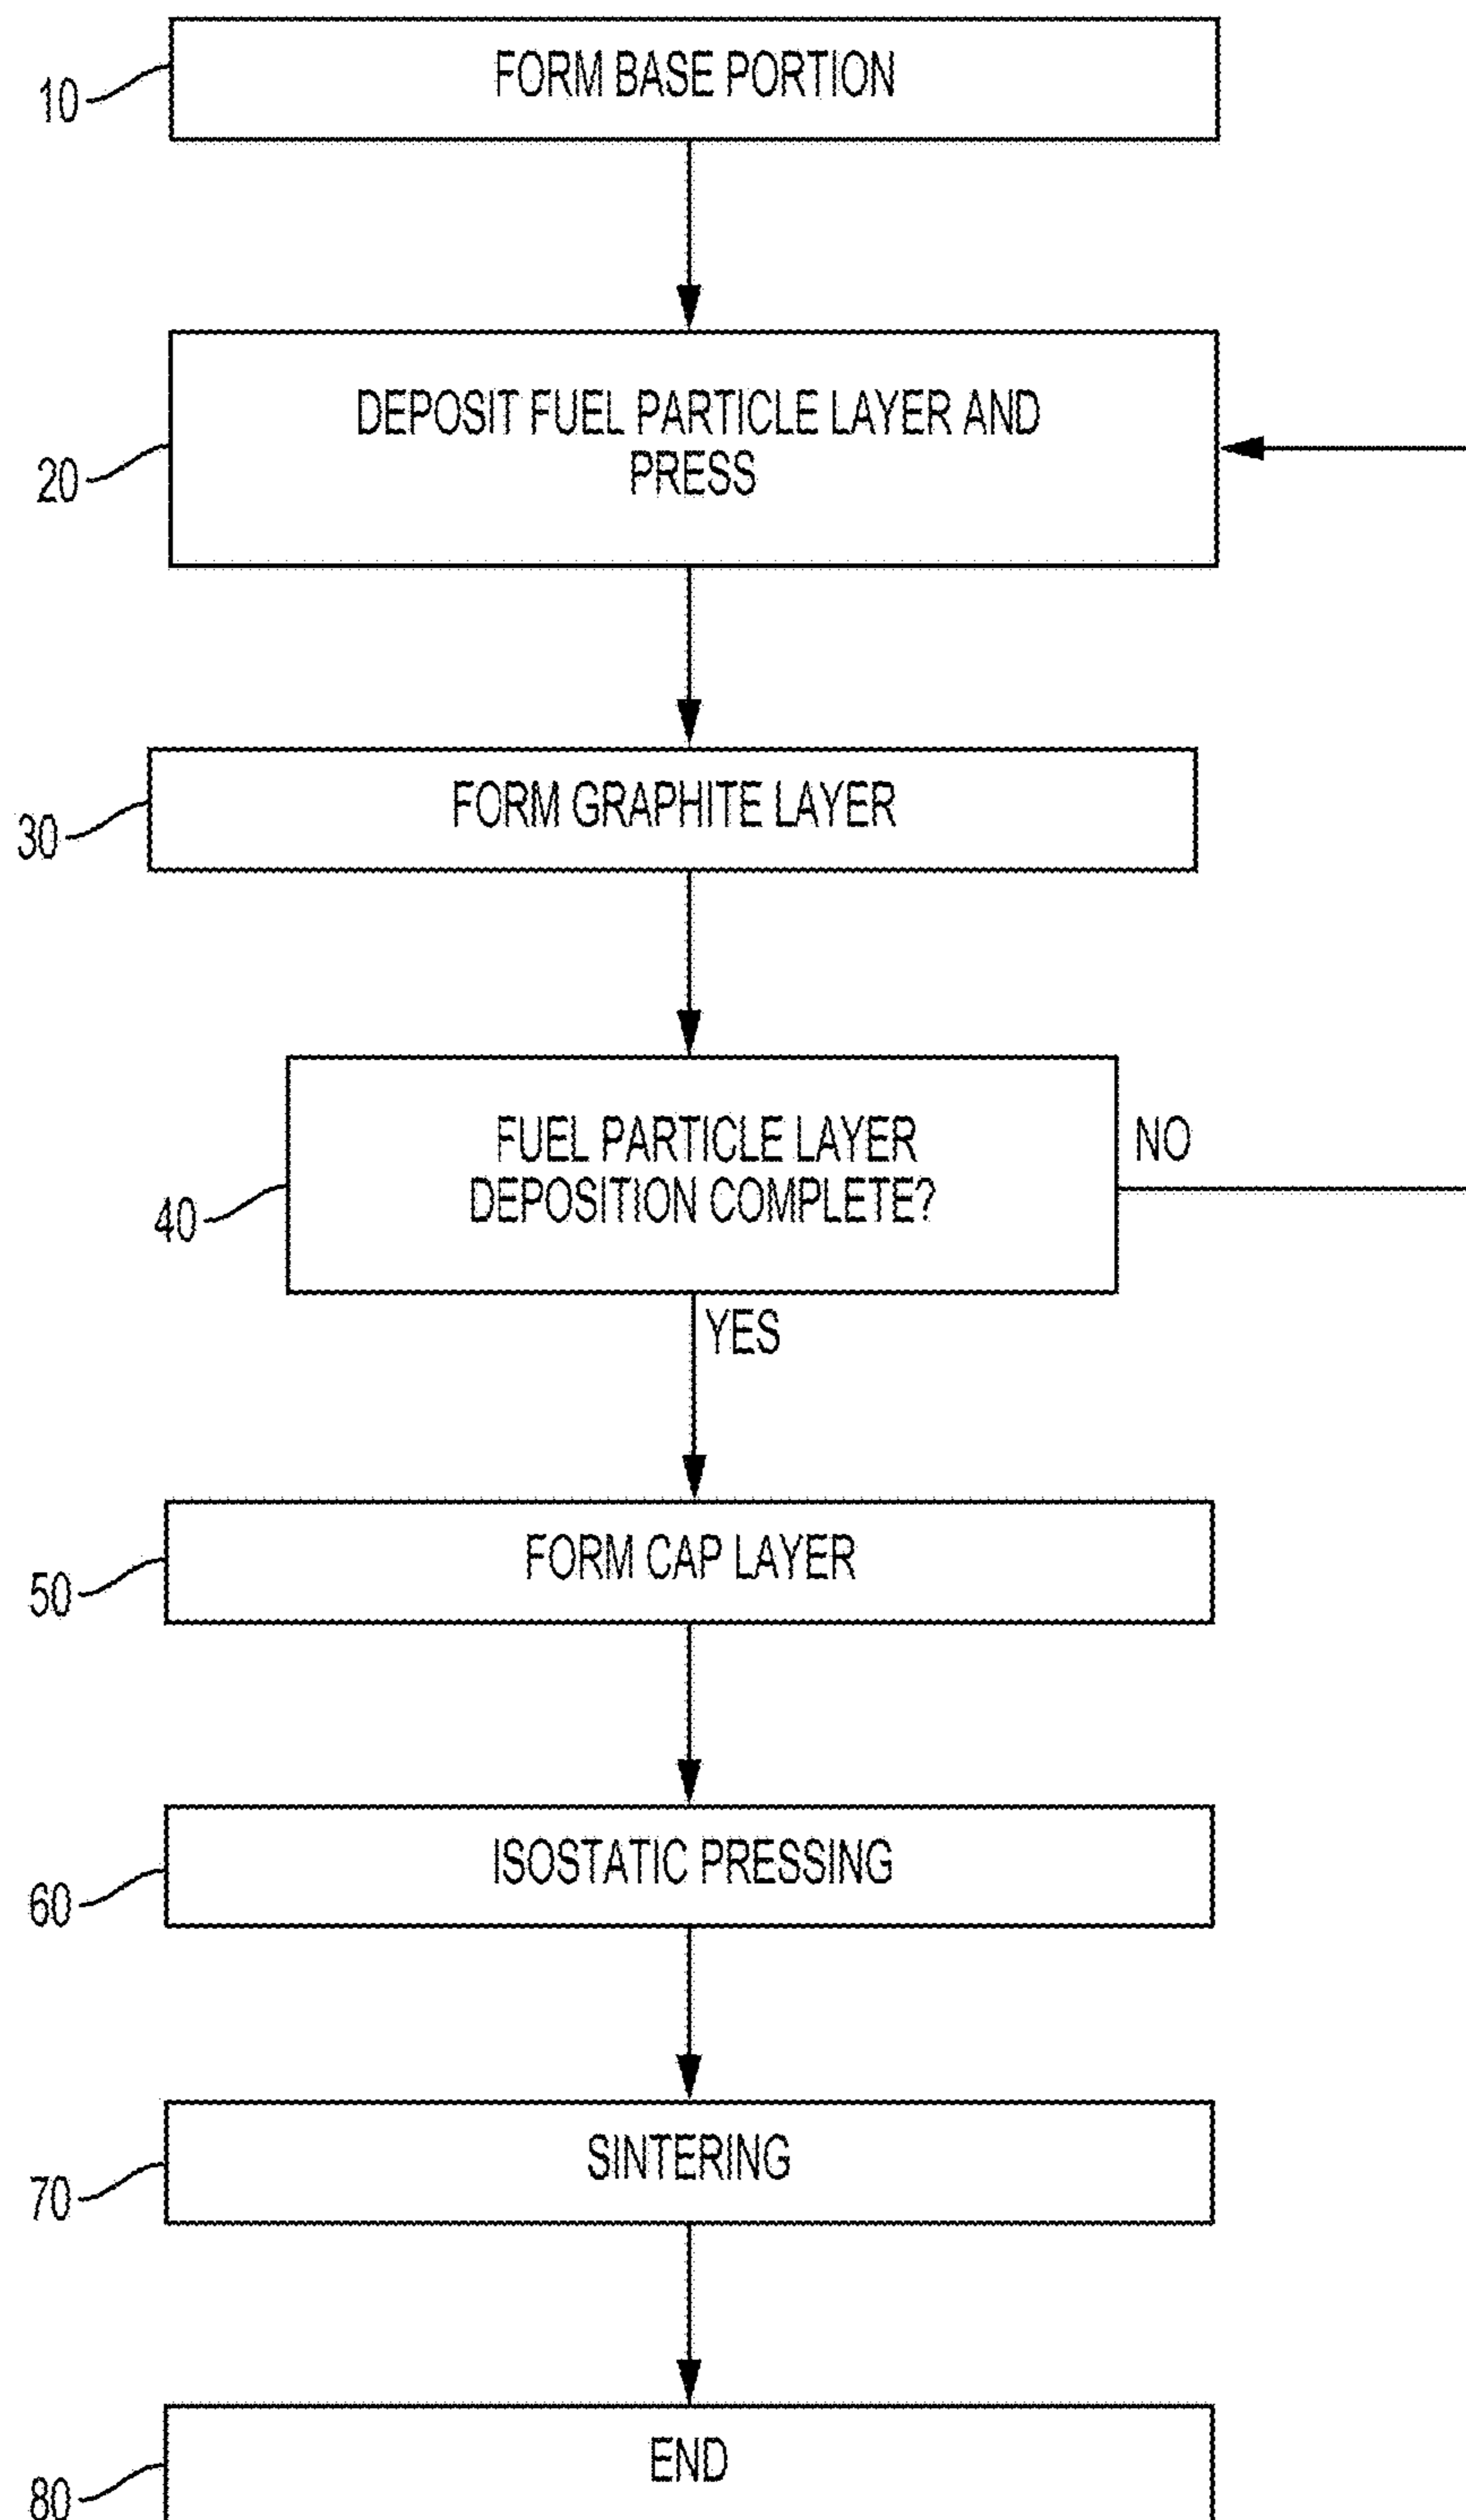 FORM BASE PORTION
10
DEPOSIT FUEL PARTICLE LAYER AND
PRESS
20
FORM GRAPHITE LAYER
30
FUEL PARTICLE LAYER
DEPOSITION COMPLETE?
NO
40
YES
FORM CAP LAYER
50
ISOSTATIC PRESSING
60
SINTERING
70
END
80